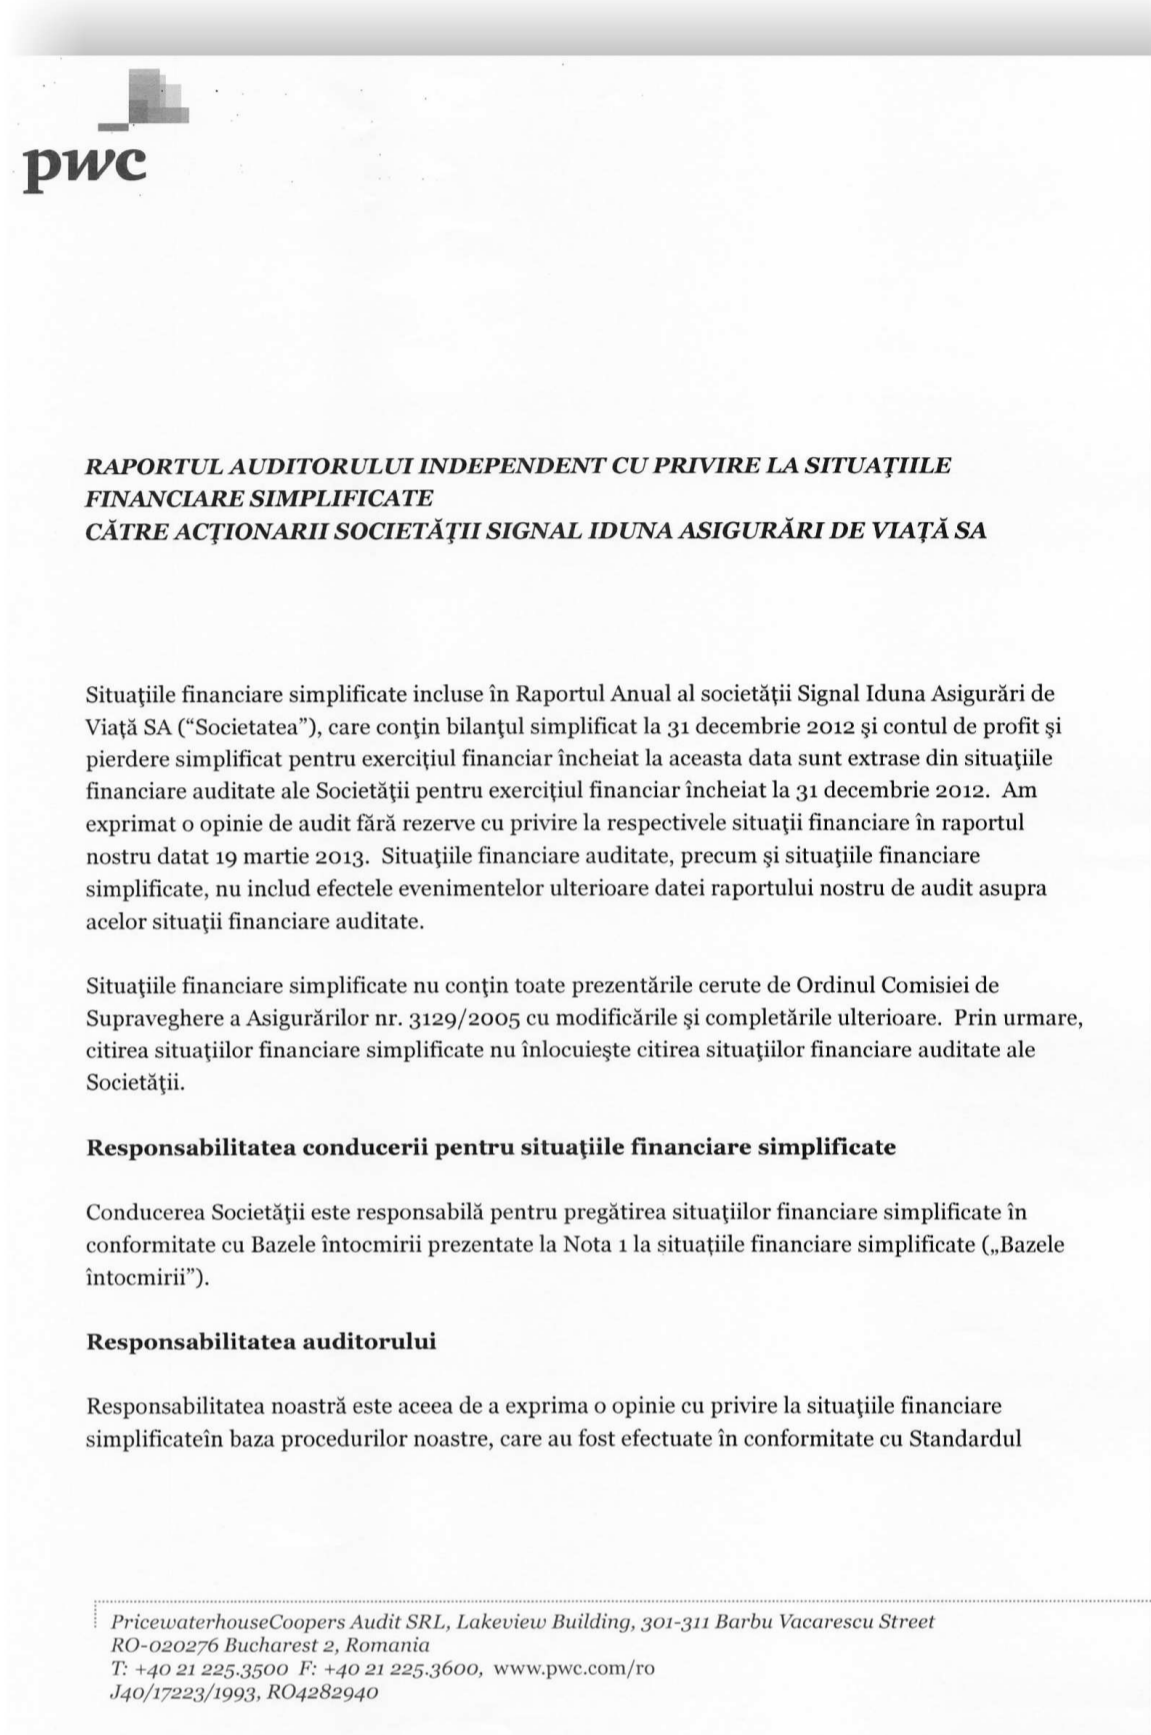 pwc
RAPORTUL AUDITORULUI INDEPENDENT CU PRIVIRE LA SITUAŢIILE
FINANCIARE SIMPLIFICATE
CĂTRE ACŢIONARII SOCIETĂŢII SIGNAL IDUNA ASIGURĂRI DE VIAŢĂ SA
Situaţiile financiare simplificate incluse în Raportul Anual al societăţii Signal Iduna Asigurări de
Viaţă SA (“Societatea”), care conţin bilanţul simplificat la 31 decembrie 2012 şi contul de profit şi
pierdere simplificat pentru exerciţiul financiar încheiat la aceasta data sunt extrase din situaţiile
financiare auditate ale Societăţii pentru exerciţiul financiar încheiat la 31 decembrie 2012.  Am
exprimat o opinie de audit fără rezerve cu privire la respectivele situaţii financiare în raportul
nostru datat 19 martie 2013.  Situaţiile financiare auditate, precum şi situaţiile financiare
simplificate, nu includ efectele evenimentelor ulterioare datei raportului nostru de audit asupra
acelor situaţii financiare auditate.
Situaţiile financiare simplificate nu conţin toate prezentările cerute de Ordinul Comisiei de
Supraveghere a Asigurărilor nr. 3129/2005 cu modificările şi completările ulterioare.  Prin urmare,
citirea situaţiilor financiare simplificate nu înlocuieşte citirea situaţiilor financiare auditate ale
Societăţii.
Responsabilitatea conducerii pentru situaţiile financiare simplificate
Conducerea Societăţii este responsabilă pentru pregătirea situaţiilor financiare simplificate în
conformitate cu Bazele întocmirii prezentate la Nota 1 la situaţiile financiare simplificate („Bazele
întocmirii”).
Responsabilitatea auditorului
Responsabilitatea noastră este aceea de a exprima o opinie cu privire la situaţiile financiare
simplificateîn baza procedurilor noastre, care au fost efectuate în conformitate cu Standardul
PricewaterhouseCoopers Audit SRL, Lakeview Building, 301-311 Barbu Vacarescu Street
RO-020276 Bucharest 2, Romania
T: +40 21 225.3500  F: +40 21 225.3600, www.pwc.com/ro
J40/17223/1993, RO4282940